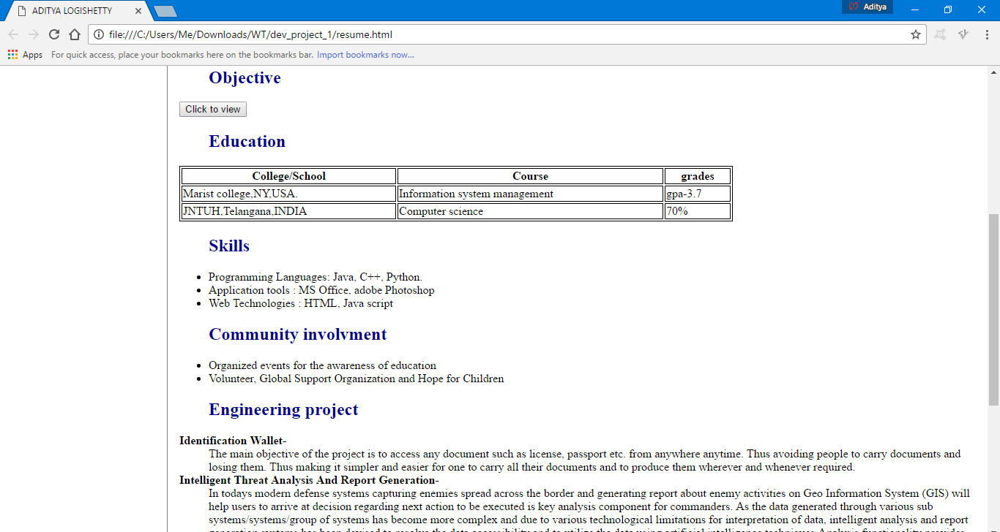 ADITYA LOGISHETTY
Aditya
file:///C:/Users/Me/Downloads/WT/dev_project_1/resume.html
Apps For quick access, place your bookmarks here on the bookmarks bar. Import bookmarks now...
Objective
Click to view
Education
College/School Course grades
Marist college,NY,USA. Information system management gpa-3.7
JNTUH,Telangana,INDIA Computer science 70%
Skills
Programming Languages: Java, C++, Python.
Application tools : MS Office, adobe Photoshop
Web Technologies : HTML, Java script
Community involvment
Organized events for the awareness of education
Volunteer, Global Support Organization and Hope for Children
Engineering project
Identification Wallet-
The main objective of the project is to access any document such as license, passport etc. from anywhere anytime. Thus avoiding people to carry documents and
losing them. Thus making it simpler and easier for one to carry all their documents and to produce them wherever and whenever required.
Intelligent Threat Analysis And Report Generation-
In todays modern defense systems capturing enemies spread across the border and generating report about enemy activities on Geo Information System (GIS) will
help users to arrive at decision regarding next action to be executed is key analysis component for commanders. As the data generated through various sub
systems/systems/group of systems has become more complex and due to various technological limitations for interpretation of data, intelligent analysis and report